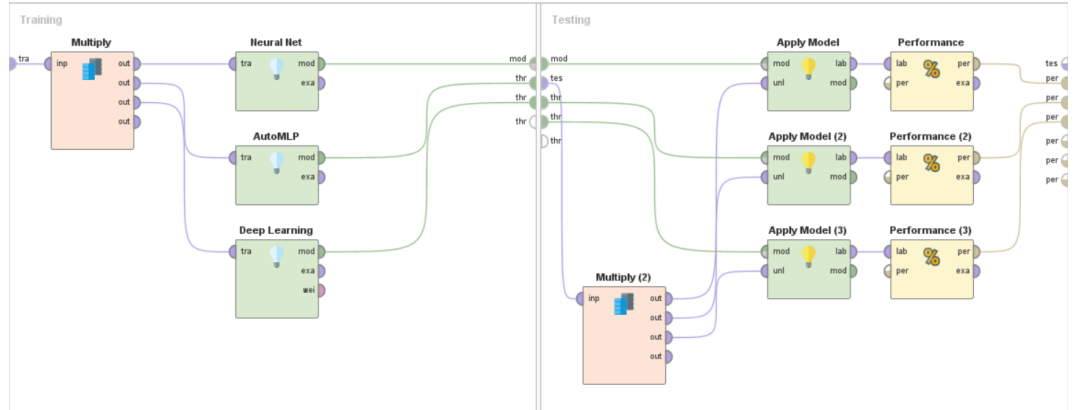 Training
Testing
Multiply
Neural Net
Apply Model
Performance
tra
inp
out
tra
mod
mod
mod
mod
lab
lab
per
tes
out
exa
thr
tes
unl
mod
per
exa
per
out
thr
thr
per
out
thr
thr
per
AutoMLP
Apply Model (2)
Performance (2)
thr
per
tra
mod
mod
lab
lab
per
per
exa
unl
mod
per
exa
per
Deep Learning
Apply Model (3)
Performance (3)
tra
mod
mod
lab
lab
per
exa
unl
mod
per
exa
wei
Multiply (2)
inp
out
out
out
out